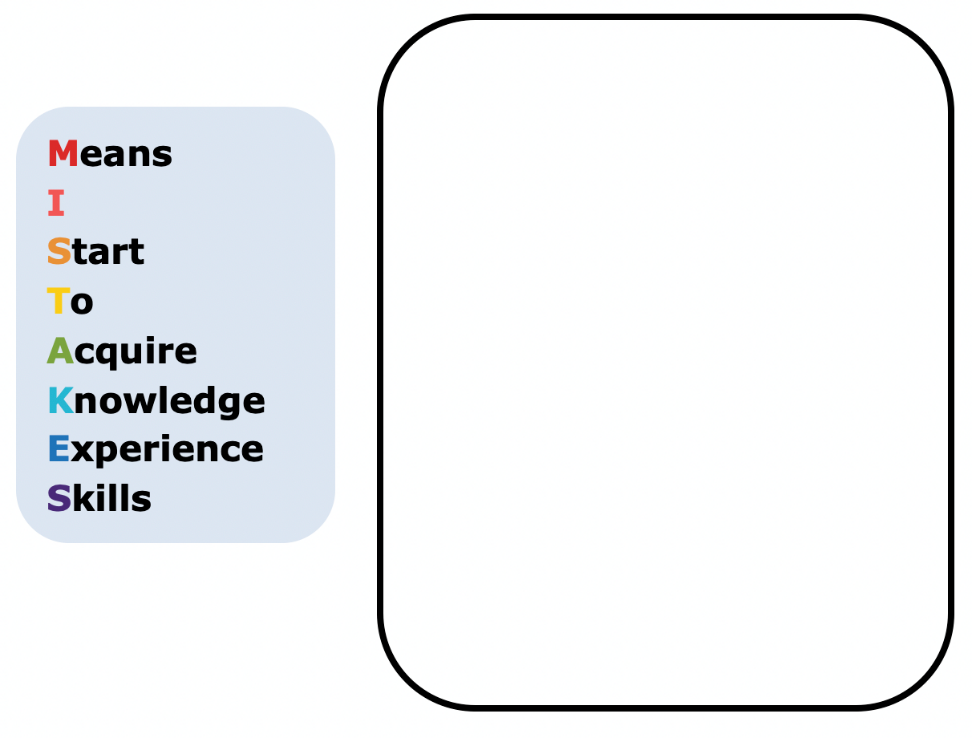 Means
I
Start
To
Acquire
Knowledge
Experience
Skills